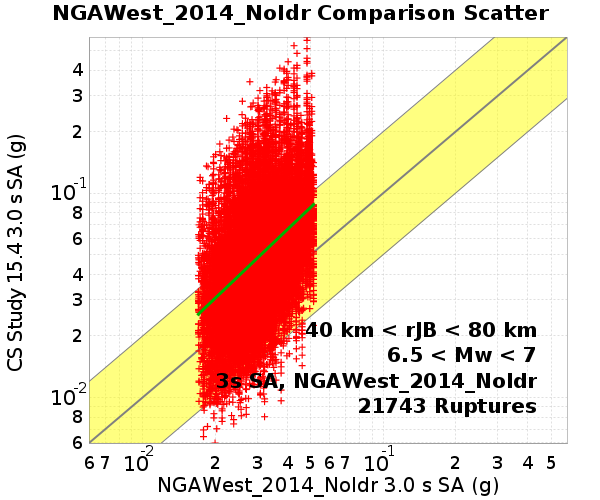 NGAWest_2014_NoIdr Comparison Scatter
CS Study 15.4 3.0 s SA (g)
4
3
2
10-1
8
6
4
3
2
10-2
8
6
40 km < rJB < 80 km
6.5 < Mw < 7
3s SA, NGAWest_2014_NoIdr
21743 Ruptures
6 7 10-2 2 3 4 5 6 7 10-1 2 3 4 5
NGAWest_2014_NoIdr 3.0 s SA (g)